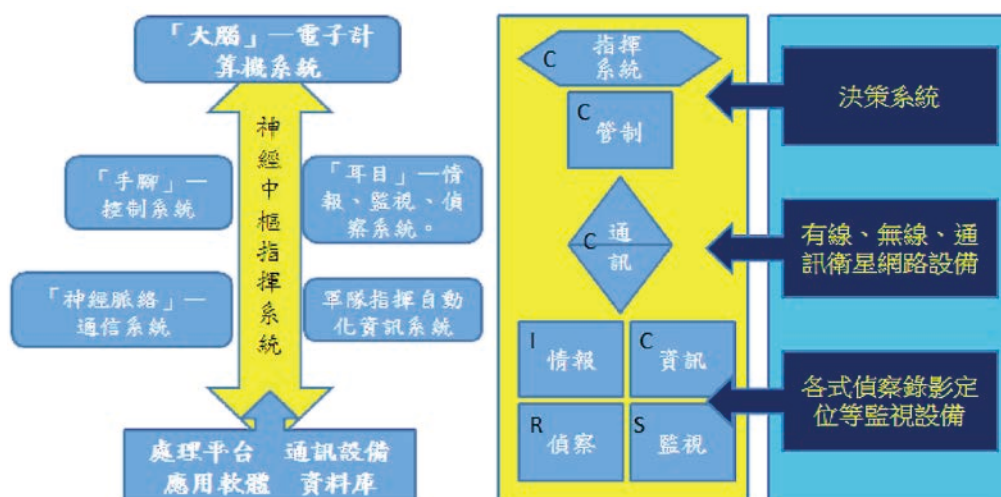 「大腦」—電子計
算機系統
神經中樞指揮系統
「手腳」—
控制系統
「耳目」—情
報、監視、偵
察系統。
「神經脈絡」—
通信系統
軍隊指揮自動
化資訊系統
處理平台 通訊設備
應用軟體 資料庫
C
指揮
系統
C
管制
C
通
訊
I
情報
C
資訊
R
偵察
S
監視
決策系統
有線、無線、通
訊衛星網路設備
各式偵察錄影定
位等監視設備